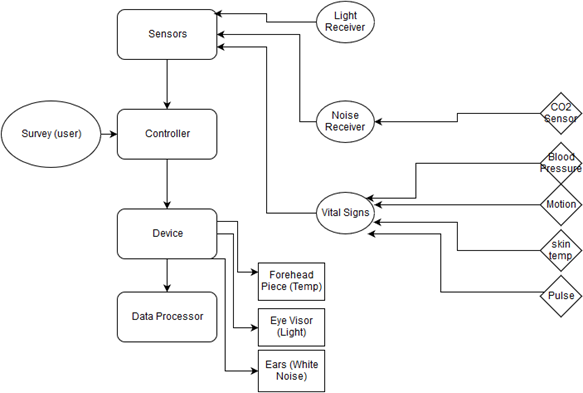 Light
Receiver
Sensors
CO2
Sensor
Noise
Receiver
Survey (user)
Controller
Blood
Pressure
Vital Signs
Motion
Device
skin
temp
Forehead
Piece (Temp)
Pulse
Data Processor
Eye Visor
(Light)
Ears (White
Noise)